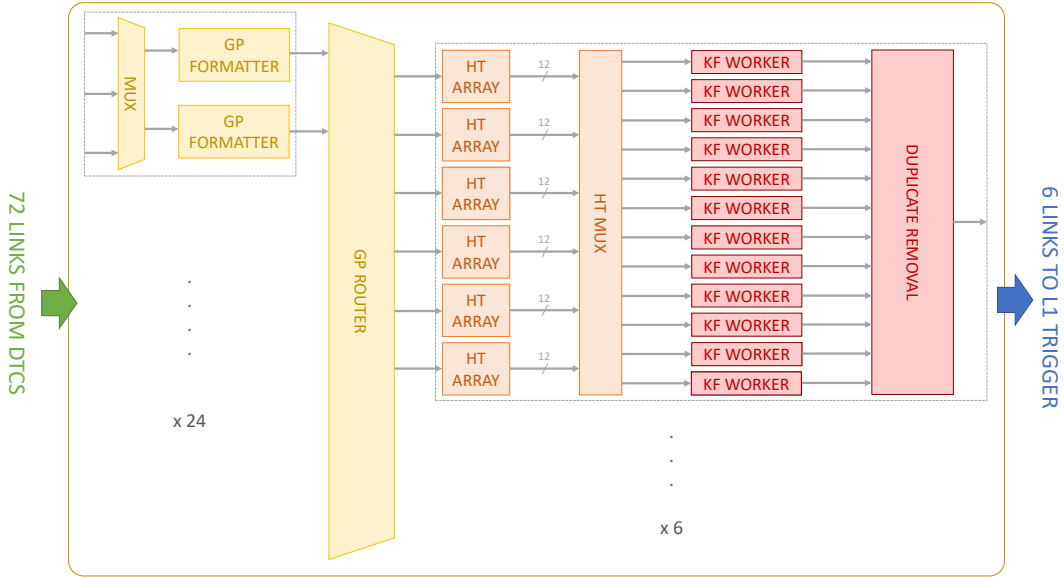 72 LINKS FROM DTCS
MUX
GP
FORMATTER
GP
FORMATTER
.
.
.
.
x 24
GP ROUTER
HT
ARRAY
12
HT
ARRAY
12
HT
ARRAY
12
HT
ARRAY
12
HT
ARRAY
12
HT
ARRAY
12
HT MUX
KF WORKER
KF WORKER
KF WORKER
KF WORKER
KF WORKER
KF WORKER
KF WORKER
KF WORKER
KF WORKER
KF WORKER
KF WORKER
KF WORKER
DUPLICATE REMOVAL
.
.
.
x 6
6 LINKS TO L1 TRIGGER